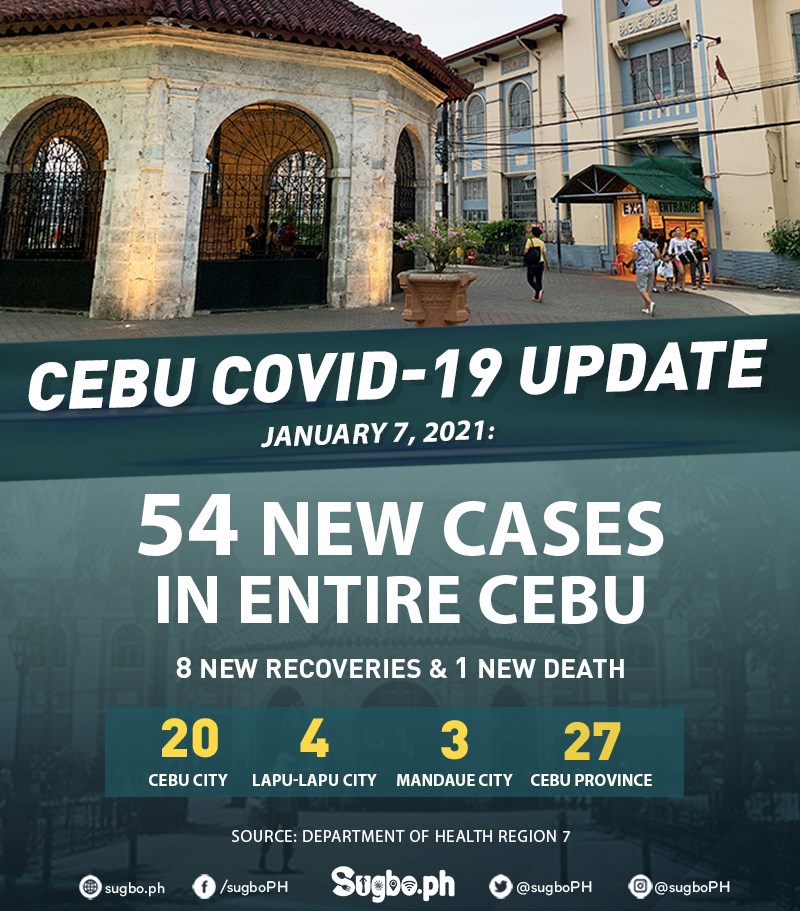 EXIT
ENTRANCE
CEBU COVID-19 UPDATE
JANUARY 7, 2021:
54 NEW CASES
IN ENTIRE CEBU
8 NEW RECOVERIES & 1 NEW DEATH
20 4 3 27
CEBU CITY LAPU-LAPU CITY MANDAUE CITY CEBU PROVINCE
SOURCE: DEPARTMENT OF HEALTH REGION 7
sugbo.ph /sugboPH Sugbo.ph @sugboPH @sugboPH